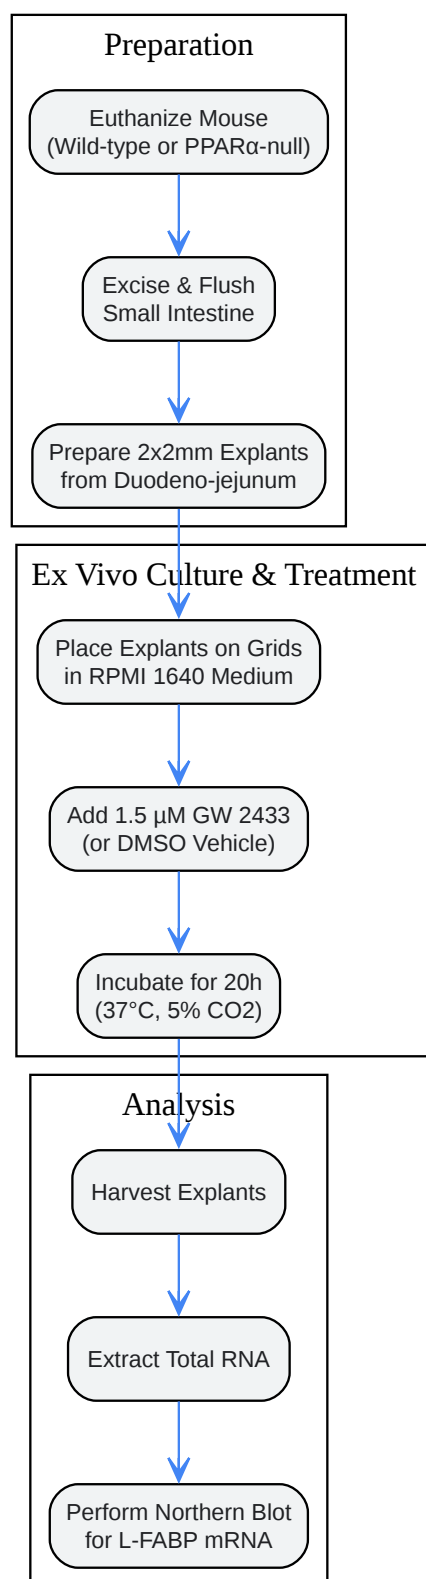 Preparation
Euthanize Mouse
(Wild-type or PPARα-null)
Excise & Flush
Small Intestine
Prepare 2x2mm Explants
from Duodeno-jejunum
Ex Vivo Culture & Treatment
Place Explants on Grids
in RPMI 1640 Medium
Add 1.5 µM GW 2433
(or DMSO Vehicle)
Incubate for 20h
(37°C, 5% CO2)
Analysis
Harvest Explants
Extract Total RNA
Perform Northern Blot
for L-FABP mRNA